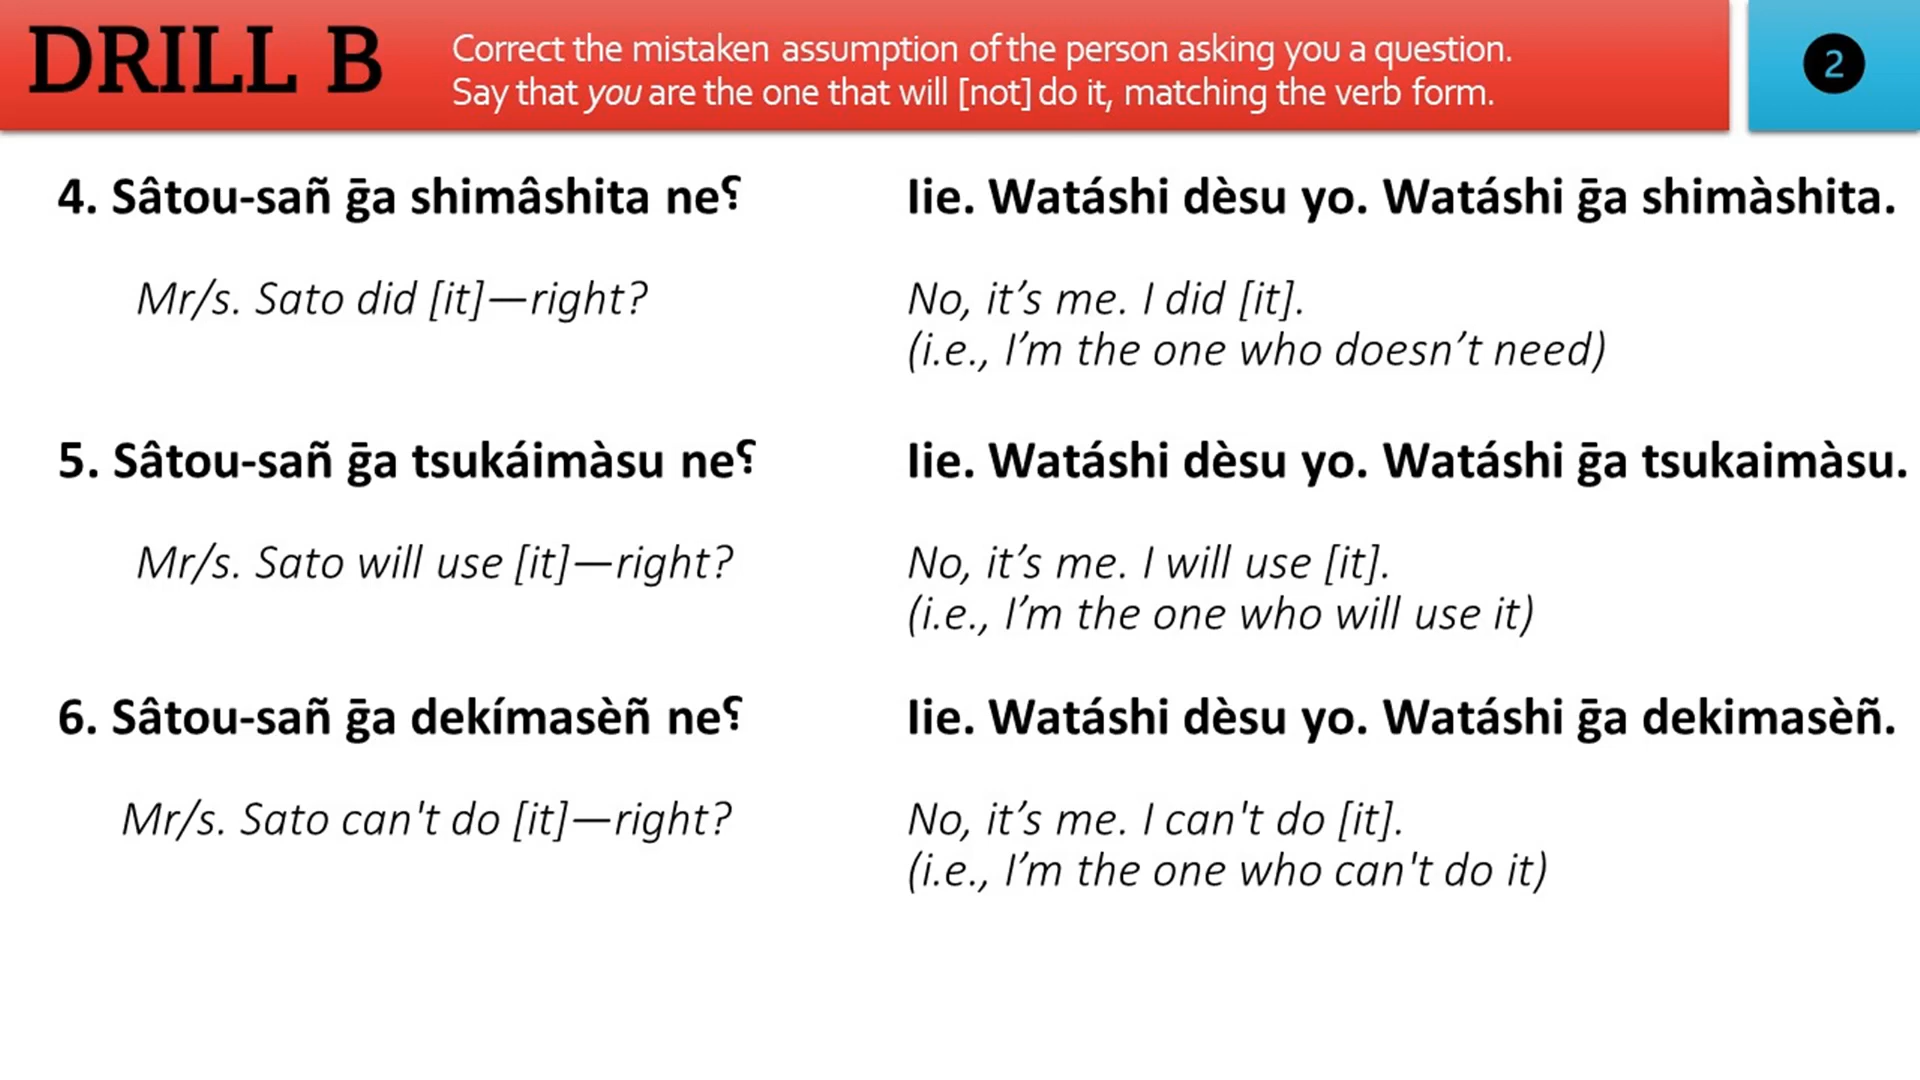 DRILL B
Correct the mistaken assumption of the person asking you a question.
Say that you are the one that will [not] do it, matching the verb form.
2
4. Sâtou-sañ ḡa shimâshita ne␦
Iie. Watáshi dèsu yo. Watáshi ḡa shimàshita.
Mr/s. Sato did [it]—right?
No, it’s me. I did [it].
(i.e., I’m the one who doesn’t need)
5. Sâtou-sañ ḡa tsukáimàsu ne␦
Iie. Watáshi dèsu yo. Watáshi ḡa tsukaimàsu.
Mr/s. Sato will use [it]—right?
No, it’s me. I will use [it].
(i.e., I’m the one who will use it)
6. Sâtou-sañ ḡa dekímasèñ ne␦
Iie. Watáshi dèsu yo. Watáshi ḡa dekimasèñ.
Mr/s. Sato can't do [it]—right?
No, it’s me. I can't do [it].
(i.e., I’m the one who can't do it)